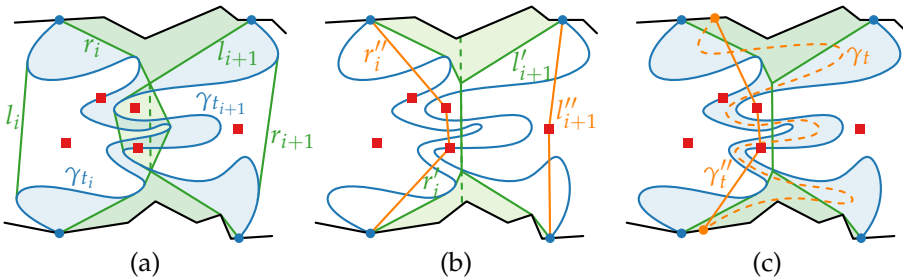 r_i
l_{i+1}
l_i
γ_{t_{i+1}}
r_{i+1}
γ_{t_i}
(a)
r''_i
l'_{i+1}
l''_{i+1}
r'_i
(b)
γ_t
γ''_t
(c)